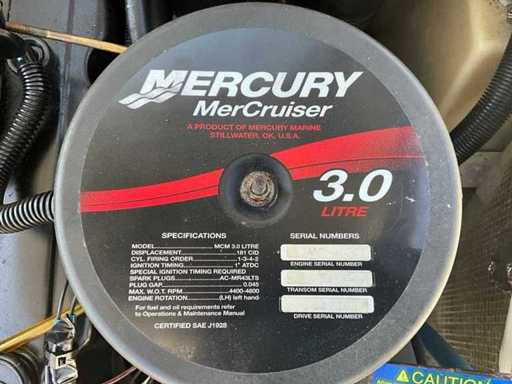 MERCURY
MerCruiser
A PRODUCT OF MERCURY MARINE
STILLWATER, OK, U.S.A.
3.0
LITRE
SPECIFICATIONS
MODEL MCM 3.0 LITRE
DISPLACEMENT 181 CID
CYL. FIRING ORDER 1-3-4-2
IGNITION TIMING 1° ATDC
SPECIAL IGNITION TIMING REQUIRED
SPARK PLUGS AC-MR43LTS
PLUG GAP 0.045
MAX. W.O.T. RPM 4400-4800
ENGINE ROTATION (LH) left hand
For fuel and oil requirements refer
to Operations & Maintenance Manual
CERTIFIED SAE J1928
SERIAL NUMBERS
ENGINE SERIAL NUMBER
TRANSOM SERIAL NUMBER
DRIVE SERIAL NUMBER
CAUTION